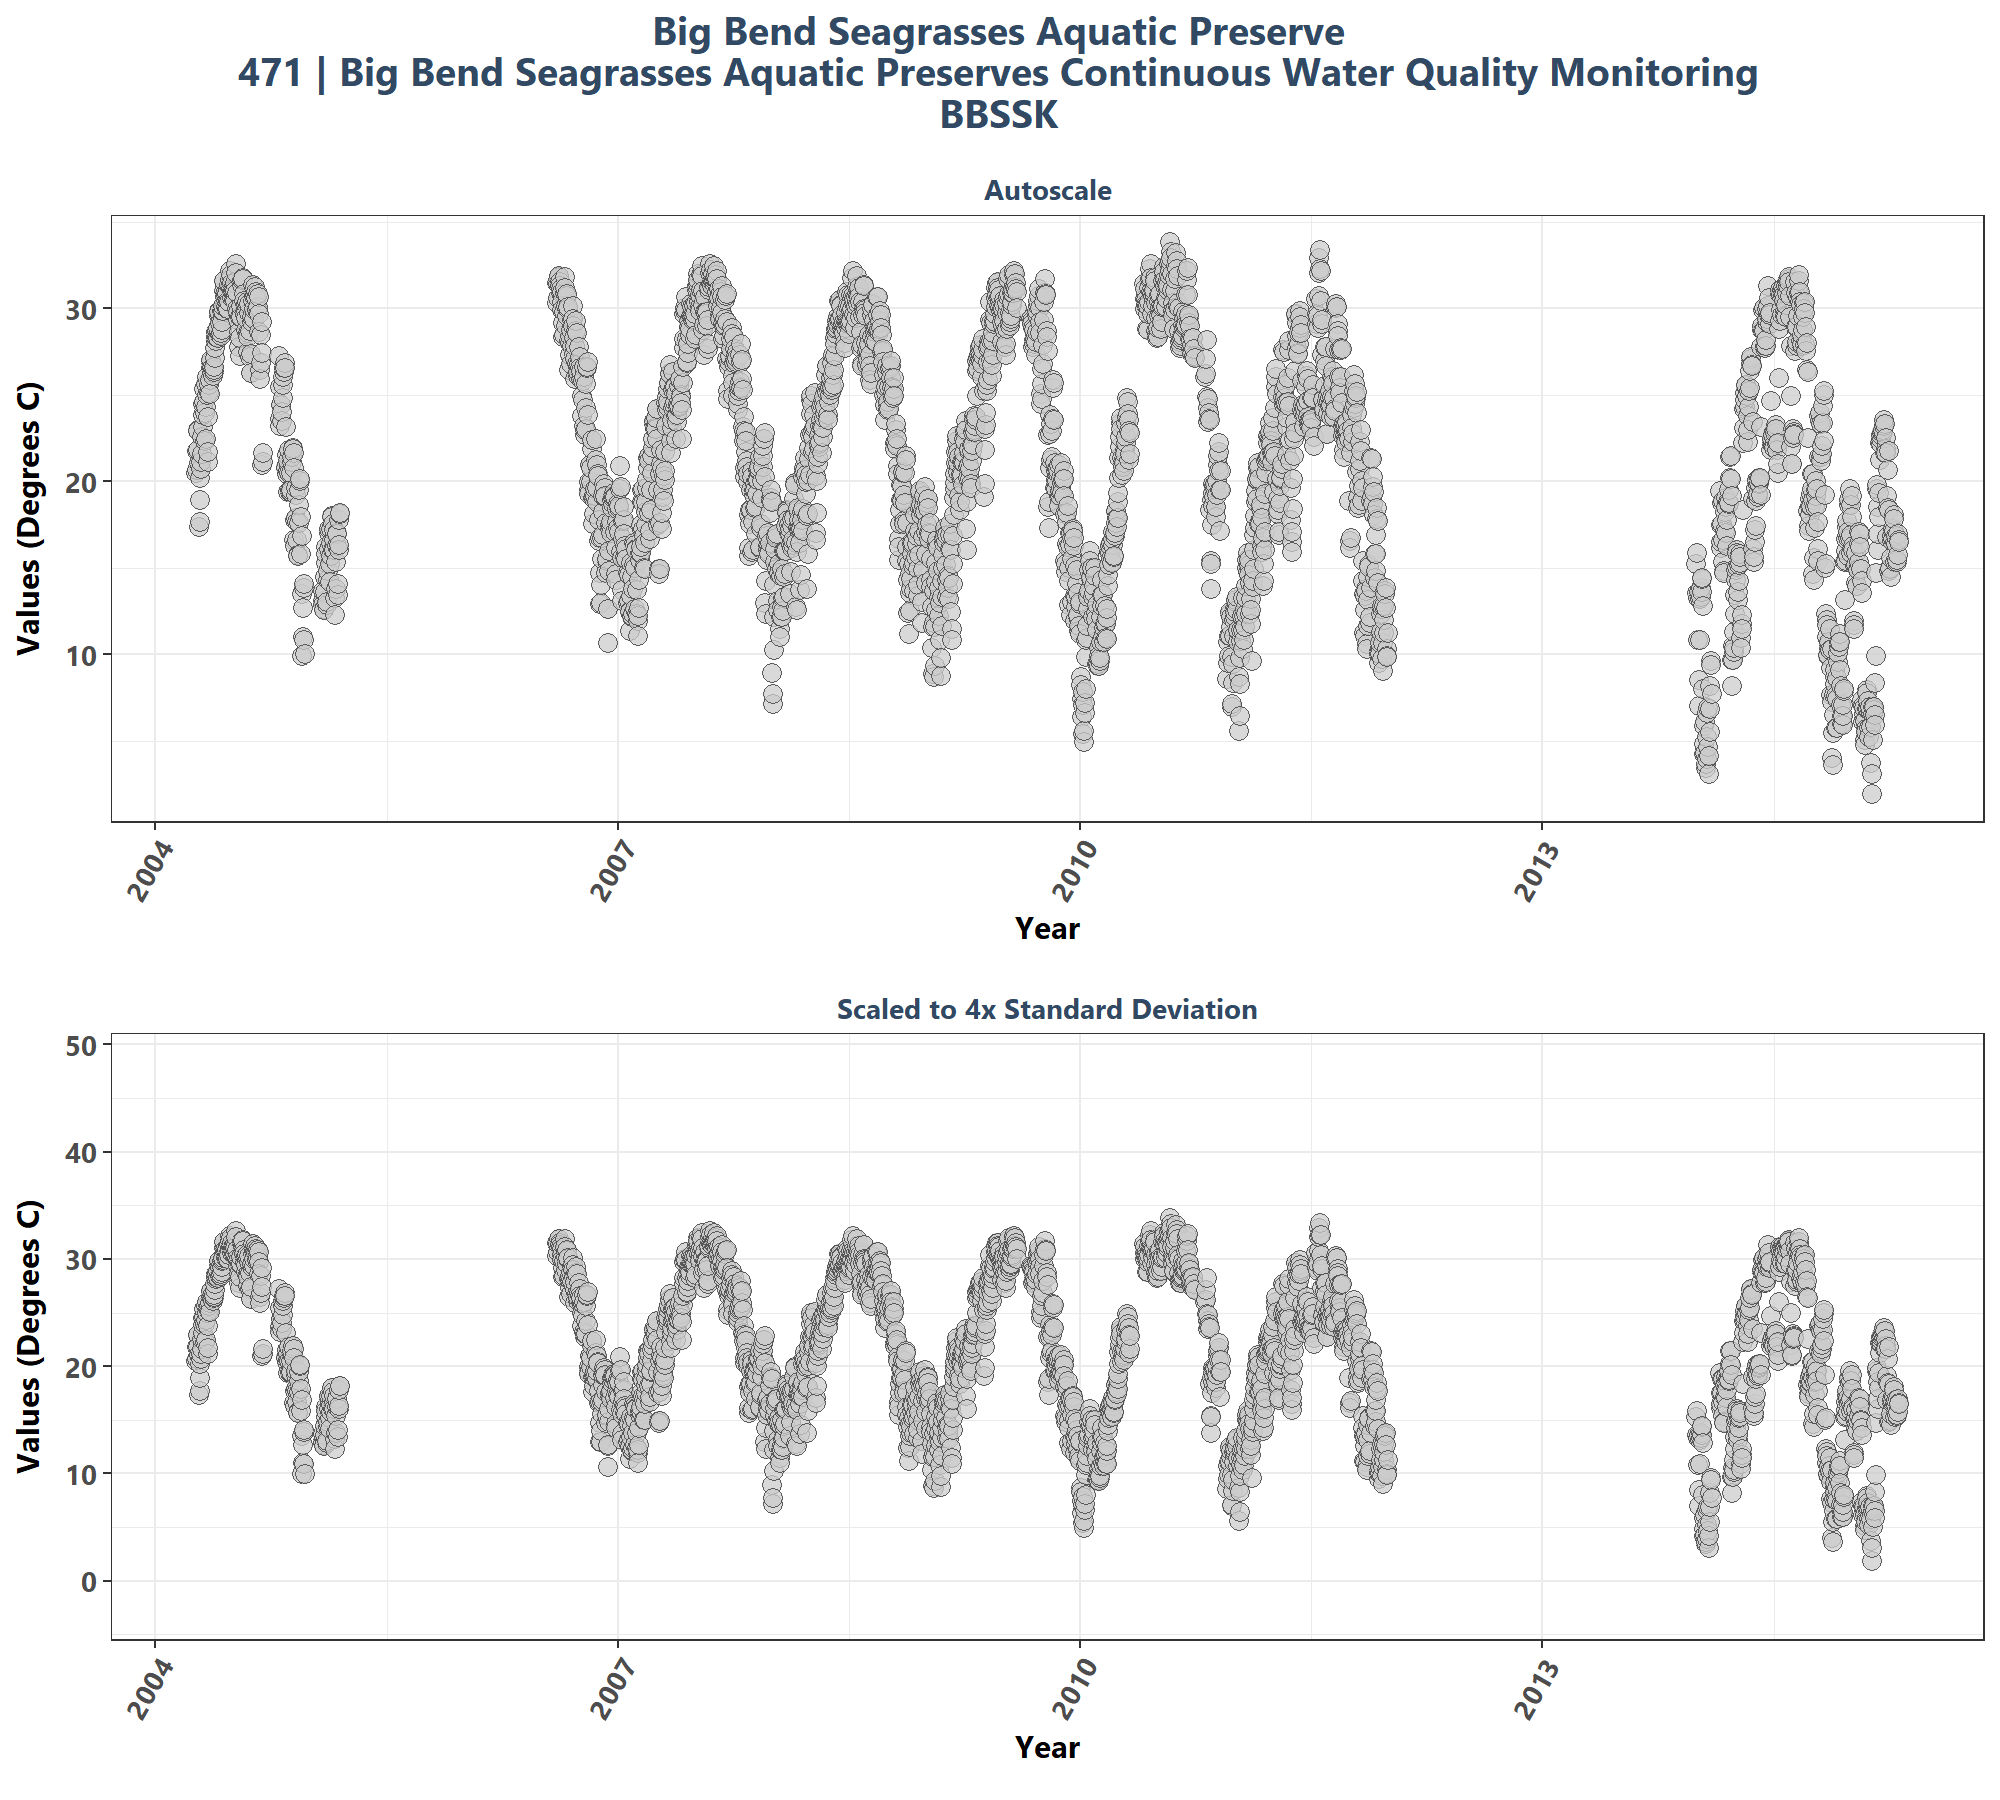 Big Bend Seagrasses Aquatic Preserve
471 | Big Bend Seagrasses Aquatic Preserves Continuous Water Quality Monitoring
BBSSK
Autoscale
Values (Degrees C)
30
20
10
2004
2007
2010
2013
Year
Scaled to 4x Standard Deviation
Values (Degrees C)
50
40
30
20
10
0
2004
2007
2010
2013
Year